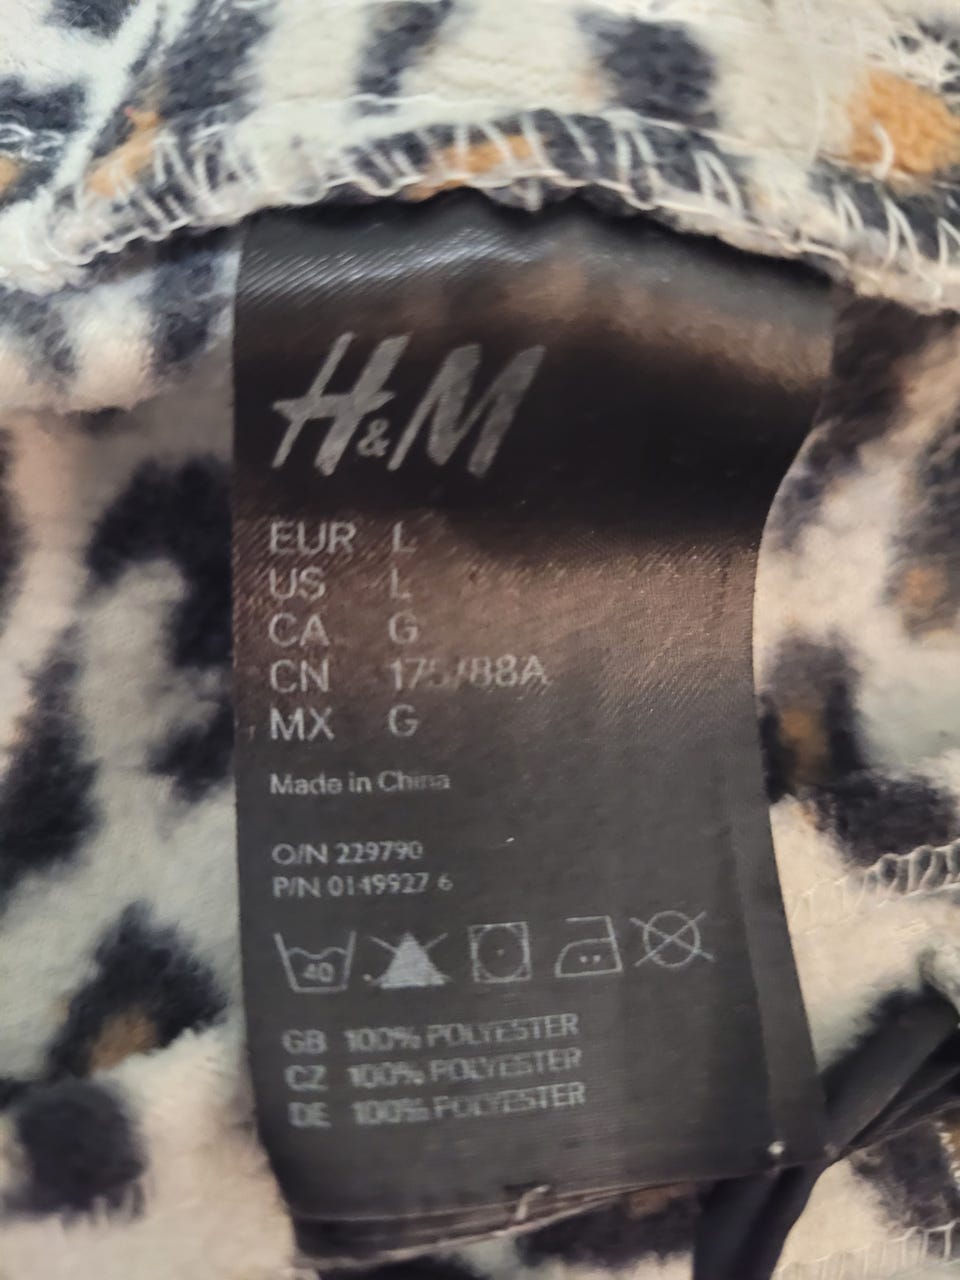 H&M
EUR L
US L
CA G
CN 175/88A
MX G
Made in China
O/N 229790
P/N 0149927 6
40
GB 100% POLYESTER
CZ 100% POLYESTER
DE 100% POLYESTER